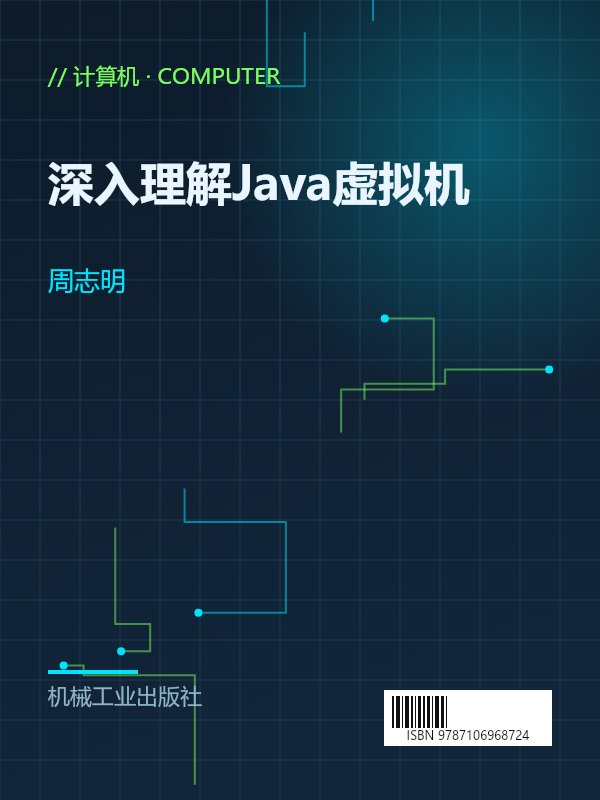 // 计算机 · COMPUTER
深入理解Java虚拟机
周志明
机械工业出版社
ISBN 9787106968724